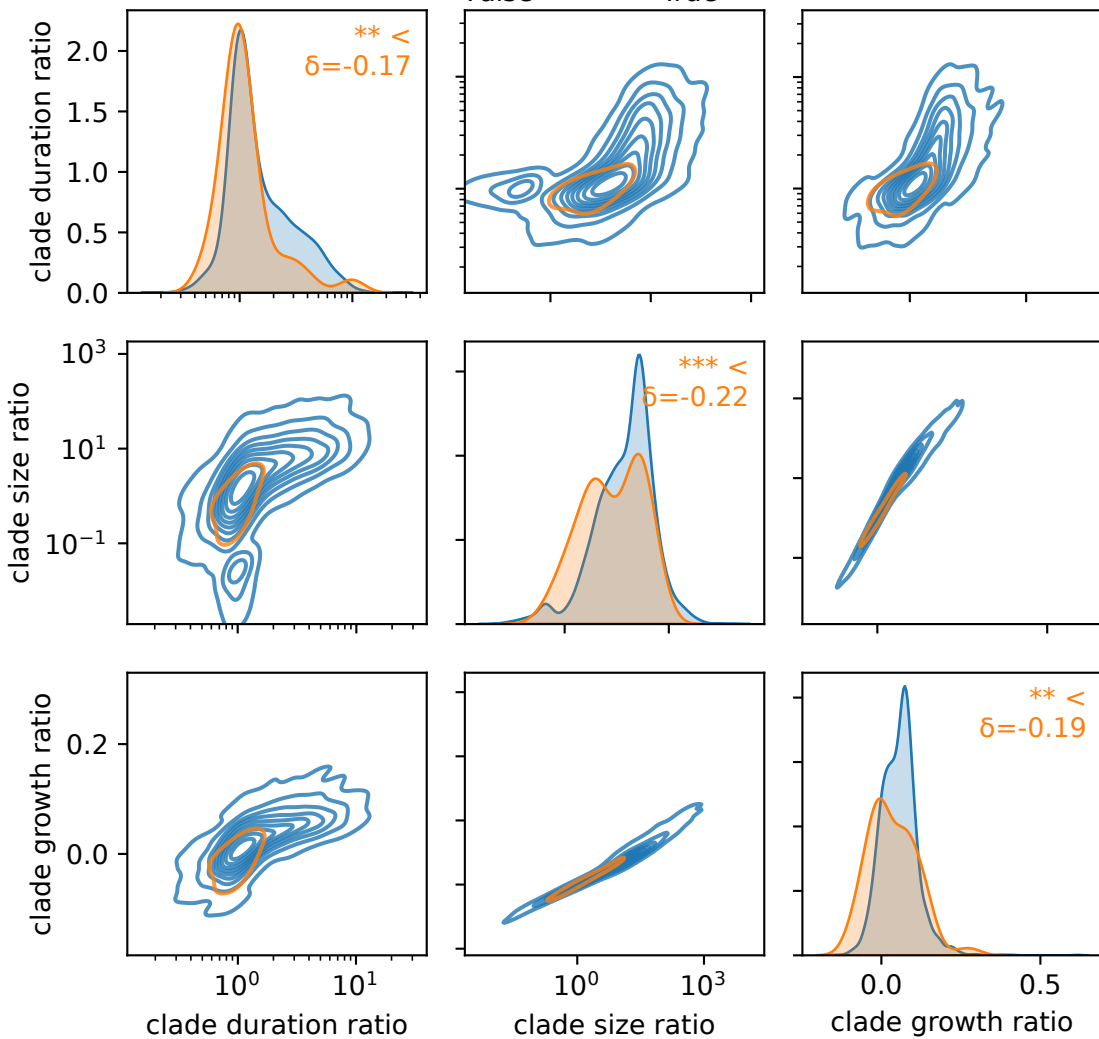 ** <
δ=-0.17
clade duration ratio
2.0
1.5
1.0
0.5
0.0
*** <
δ=-0.22
clade size ratio
10³
10¹
10⁻¹
** <
δ=-0.19
clade growth ratio
0.2
0.0
10⁰ 10¹
10⁰ 10³
0.0 0.5
clade duration ratio
clade size ratio
clade growth ratio